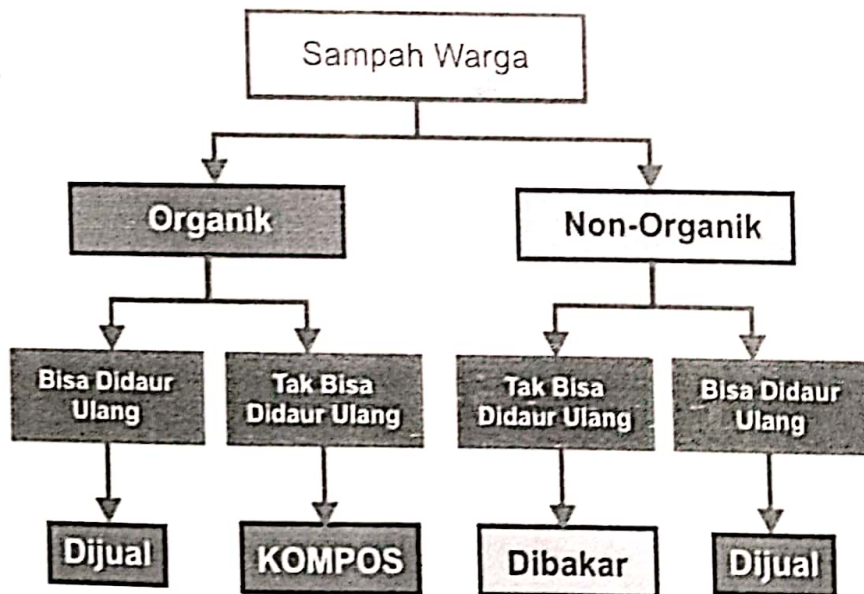 Sampah Warga
Organik
Non-Organik
Bisa Didaur
Ulang
Tak Bisa
Didaur Ulang
Tak Bisa
Didaur Ulang
Bisa Didaur
Ulang
Dijual
KOMPOS
Dibakar
Dijual